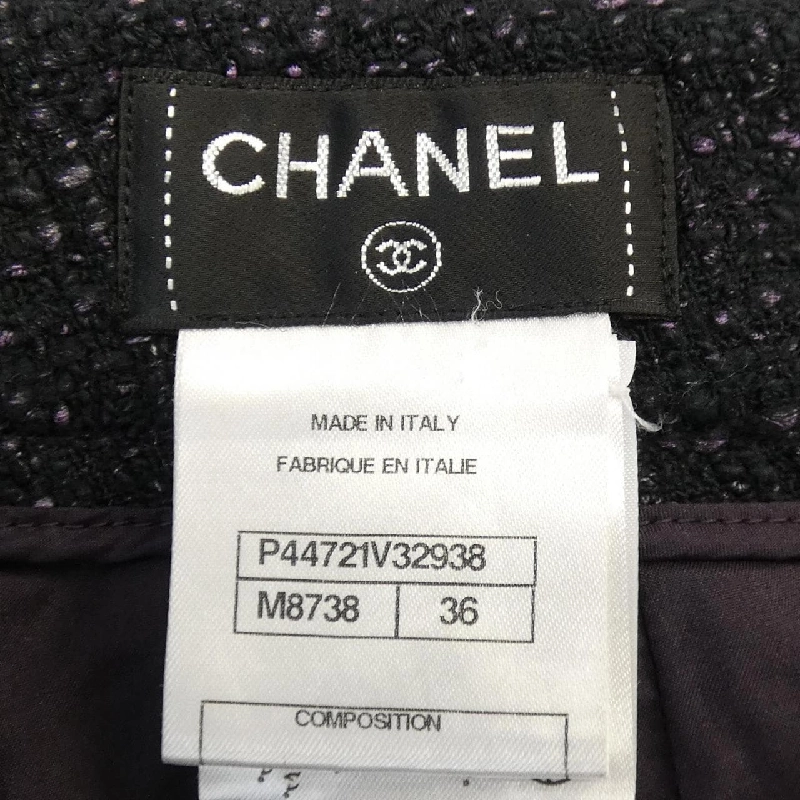 CHANEL
MADE IN ITALY
FABRIQUE EN ITALIE
P44721V32938
M8738 36
COMPOSITION